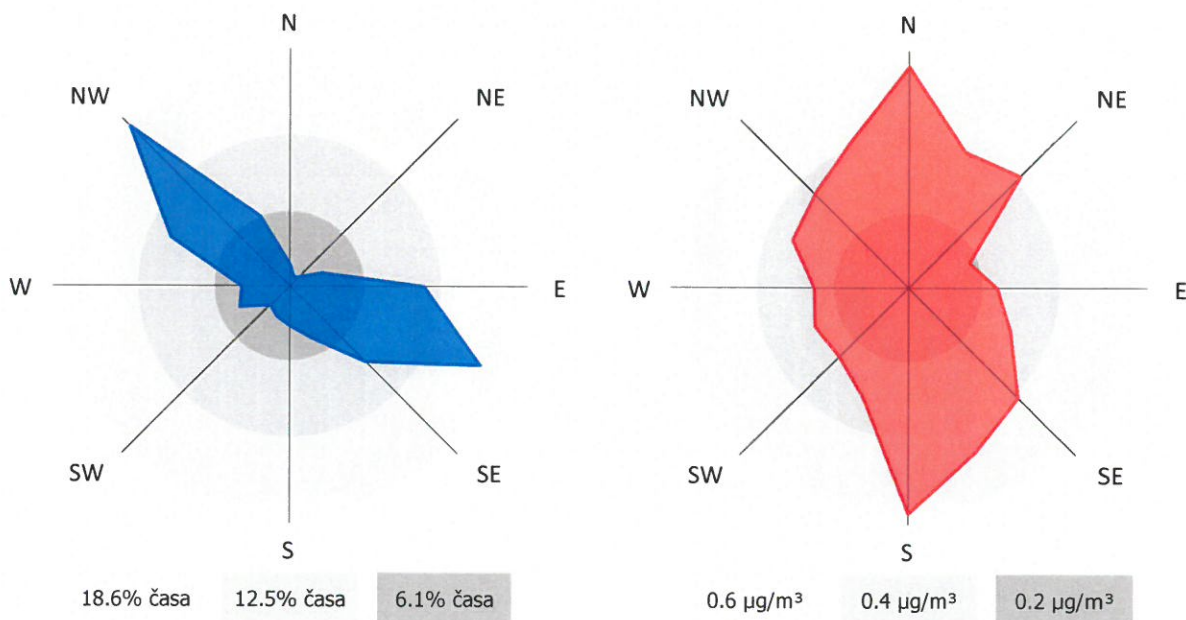 N
NW
NE
W
E
SW
SE
S
18.6% časa 12.5% časa 6.1% časa
N
NW
NE
W
E
SW
SE
S
0.6 µg/m³ 0.4 µg/m³ 0.2 µg/m³